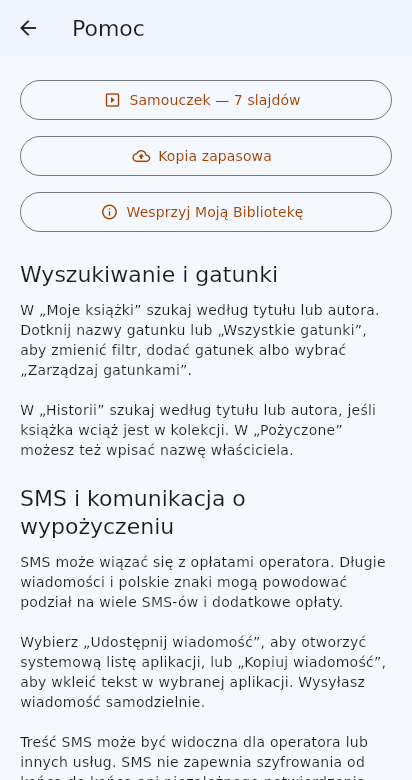 Pomoc
Samouczek — 7 slajdów
Kopia zapasowa
Wesprzyj Moją Bibliotekę
Wyszukiwanie i gatunki
W „Moje książki” szukaj według tytułu lub autora.
Dotknij nazwy gatunku lub „Wszystkie gatunki”,
aby zmienić filtr, dodać gatunek albo wybrać
„Zarządzaj gatunkami”.
W „Historii” szukaj według tytułu lub autora, jeśli
książka wciąż jest w kolekcji. W „Pożyczone”
możesz też wpisać nazwę właściciela.
SMS i komunikacja o
wypożyczeniu
SMS może wiązać się z opłatami operatora. Długie
wiadomości i polskie znaki mogą powodować
podział na wiele SMS-ów i dodatkowe opłaty.
Wybierz „Udostępnij wiadomość”, aby otworzyć
systemową listę aplikacji, lub „Kopiuj wiadomość”,
aby wkleić tekst w wybranej aplikacji. Wysyłasz
wiadomość samodzielnie.
Treść SMS może być widoczna dla operatora lub
innych usług. SMS nie zapewnia szyfrowania od